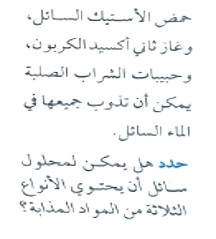 حمض الأستيك السائل،
وغاز ثاني أكسيد الكربون،
وحبيبات الشراب الصلبة
يمكن أن تذوب جميعها في
الماء السائل.
حدد هل يمكن لمحلول
سائل أن يحتوي الأنواع
الثلاثة من المواد المذابة؟